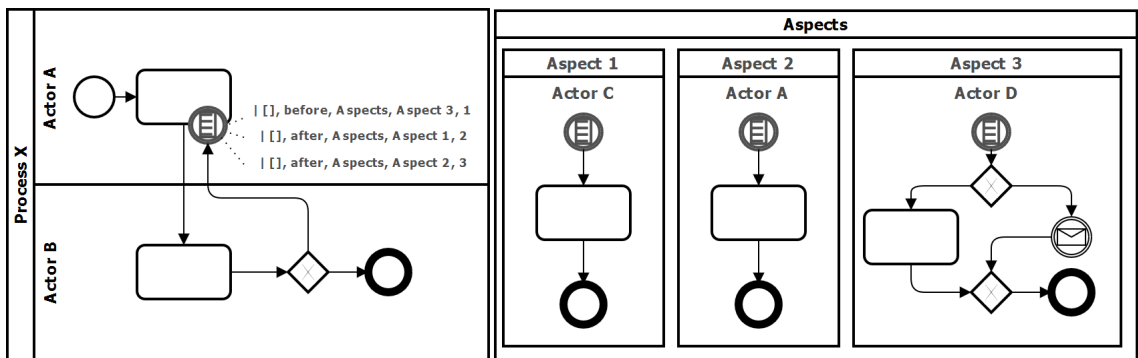 Process X
Actor A
| [], before, Aspects, Aspect 3, 1
| [], after, Aspects, Aspect 1, 2
| [], after, Aspects, Aspect 2, 3
Actor B
Aspects
Aspect 1
Actor C
Aspect 2
Actor A
Aspect 3
Actor D